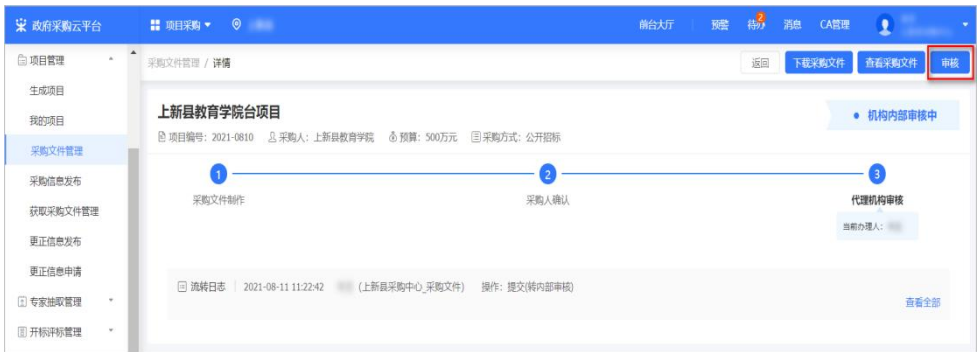 政府采购云平台
项目采购
前台大厅 预警 待办 2 消息 CA管理
项目管理
生成项目
我的项目
采购文件管理
采购信息发布
获取采购文件管理
更正信息发布
更正信息申请
专家抽取管理
开标评标管理
采购文件管理 / 详情
返回 下载采购文件 查看采购文件 审核
上新县教育学院台项目
机构内部审核中
项目编号：2021-0810 采购人：上新县教育学院 预算：500万元 采购方式：公开招标
1 2 3
采购文件制作 采购人确认 代理机构审核
当前办理人：
流转日志 2021-08-11 11:22:42 (上新县采购中心_采购文件) 操作：提交(转内部审核)
查看全部